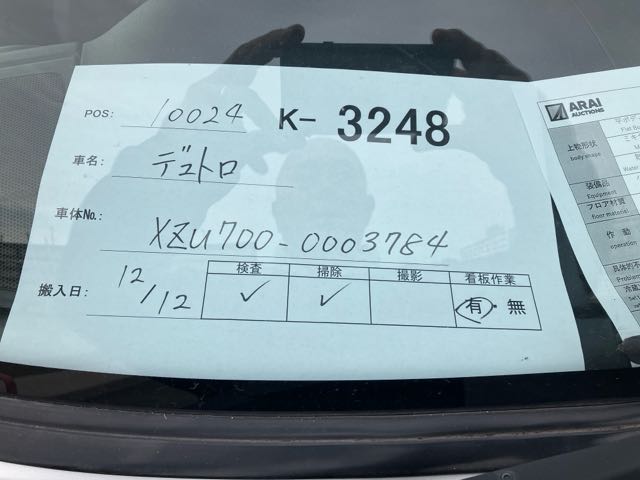 POS: 10024 K- 3248
車名: デュトロ
車体No. XZU700-0003784
搬入日: 12/12
検査 掃除 撮影 看板作業
✓ ✓ 有・無
ARAI
AUCTIONS
上物形状
body shape
装備品
Equipment
フロア材質
floor material
作動
operation